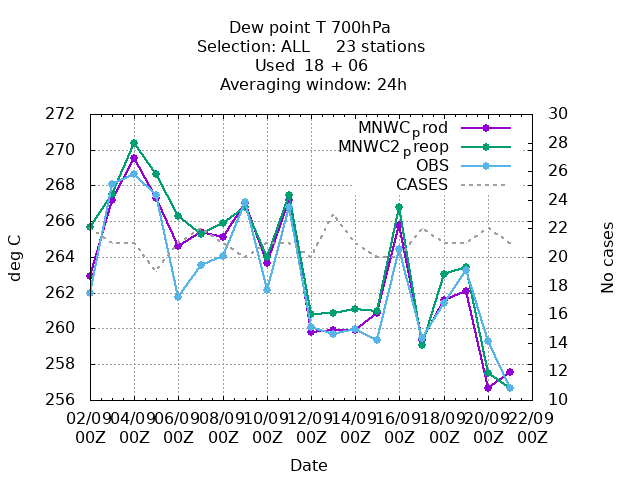 Dew point T 700hPa
Selection: ALL     23 stations
Used  18 + 06
Averaging window: 24h
272
270
268
266
264
262
260
258
256
30
28
26
24
22
20
18
16
14
12
10
MNWCprod
MNWC2preop
OBS
CASES
deg C
No cases
02/09 04/09 06/09 08/09 10/09 12/09 14/09 16/09 18/09 20/09 22/09
00Z 00Z 00Z 00Z 00Z 00Z 00Z 00Z 00Z 00Z 00Z
Date